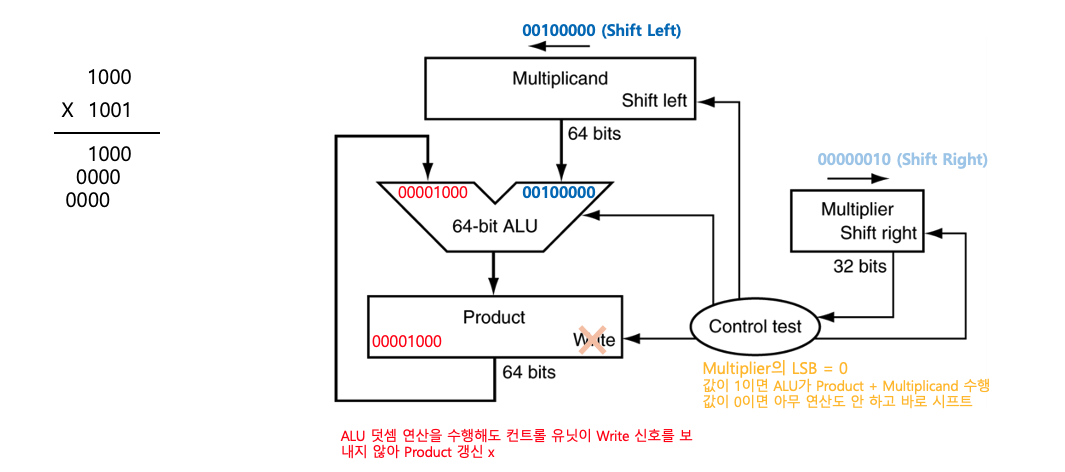 00100000 (Shift Left)
1000
X 1001
1000
0000
0000
Multiplicand
Shift left
64 bits
00000010 (Shift Right)
00001000
00100000
64-bit ALU
Multiplier
Shift right
32 bits
Product
00001000
Write
Control test
64 bits
Multiplier의 LSB = 0
값이 1이면 ALU가 Product + Multiplicand 수행
값이 0이면 아무 연산도 안 하고 바로 시프트
ALU 덧셈 연산을 수행해도 컨트롤 유닛이 Write 신호를 보
내지 않아 Product 갱신 x